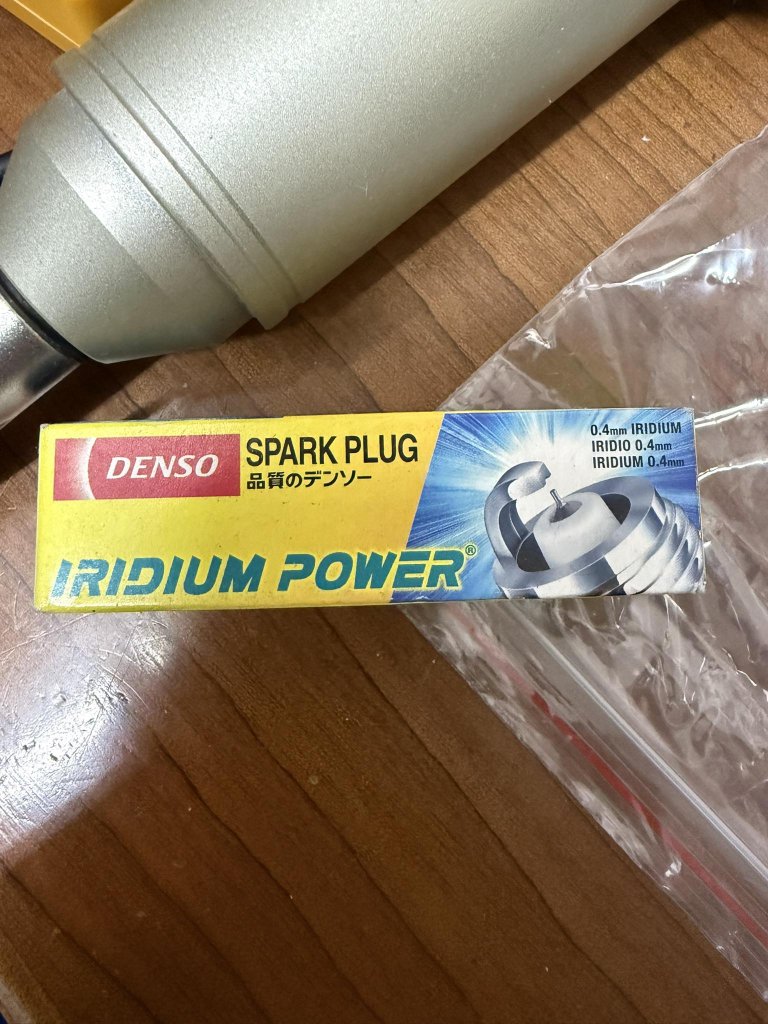 DENSO
SPARK PLUG
品質のデンソー
IRIDIUM POWER®
0.4mm IRIDIUM
IRIDIO 0.4mm
IRIDIUM 0.4mm